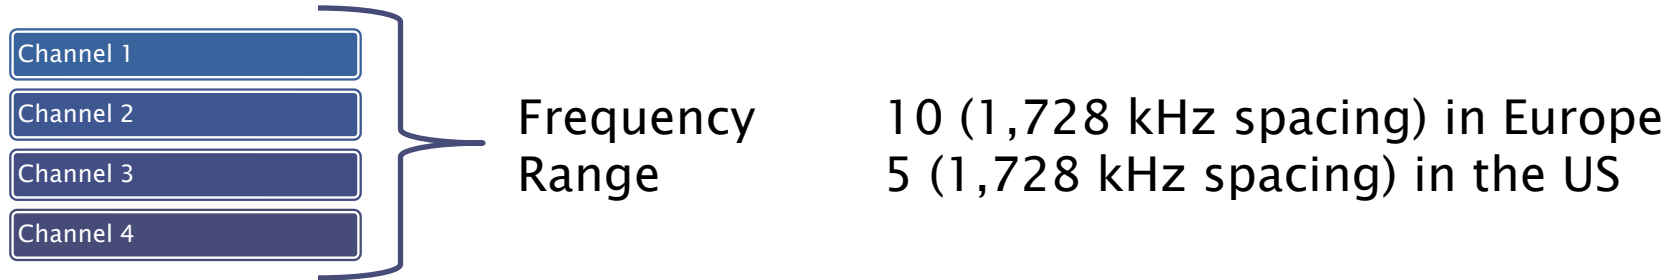 Channel 1
Channel 2
Channel 3
Channel 4
Frequency 10 (1,728 kHz spacing) in Europe
Range 5 (1,728 kHz spacing) in the US